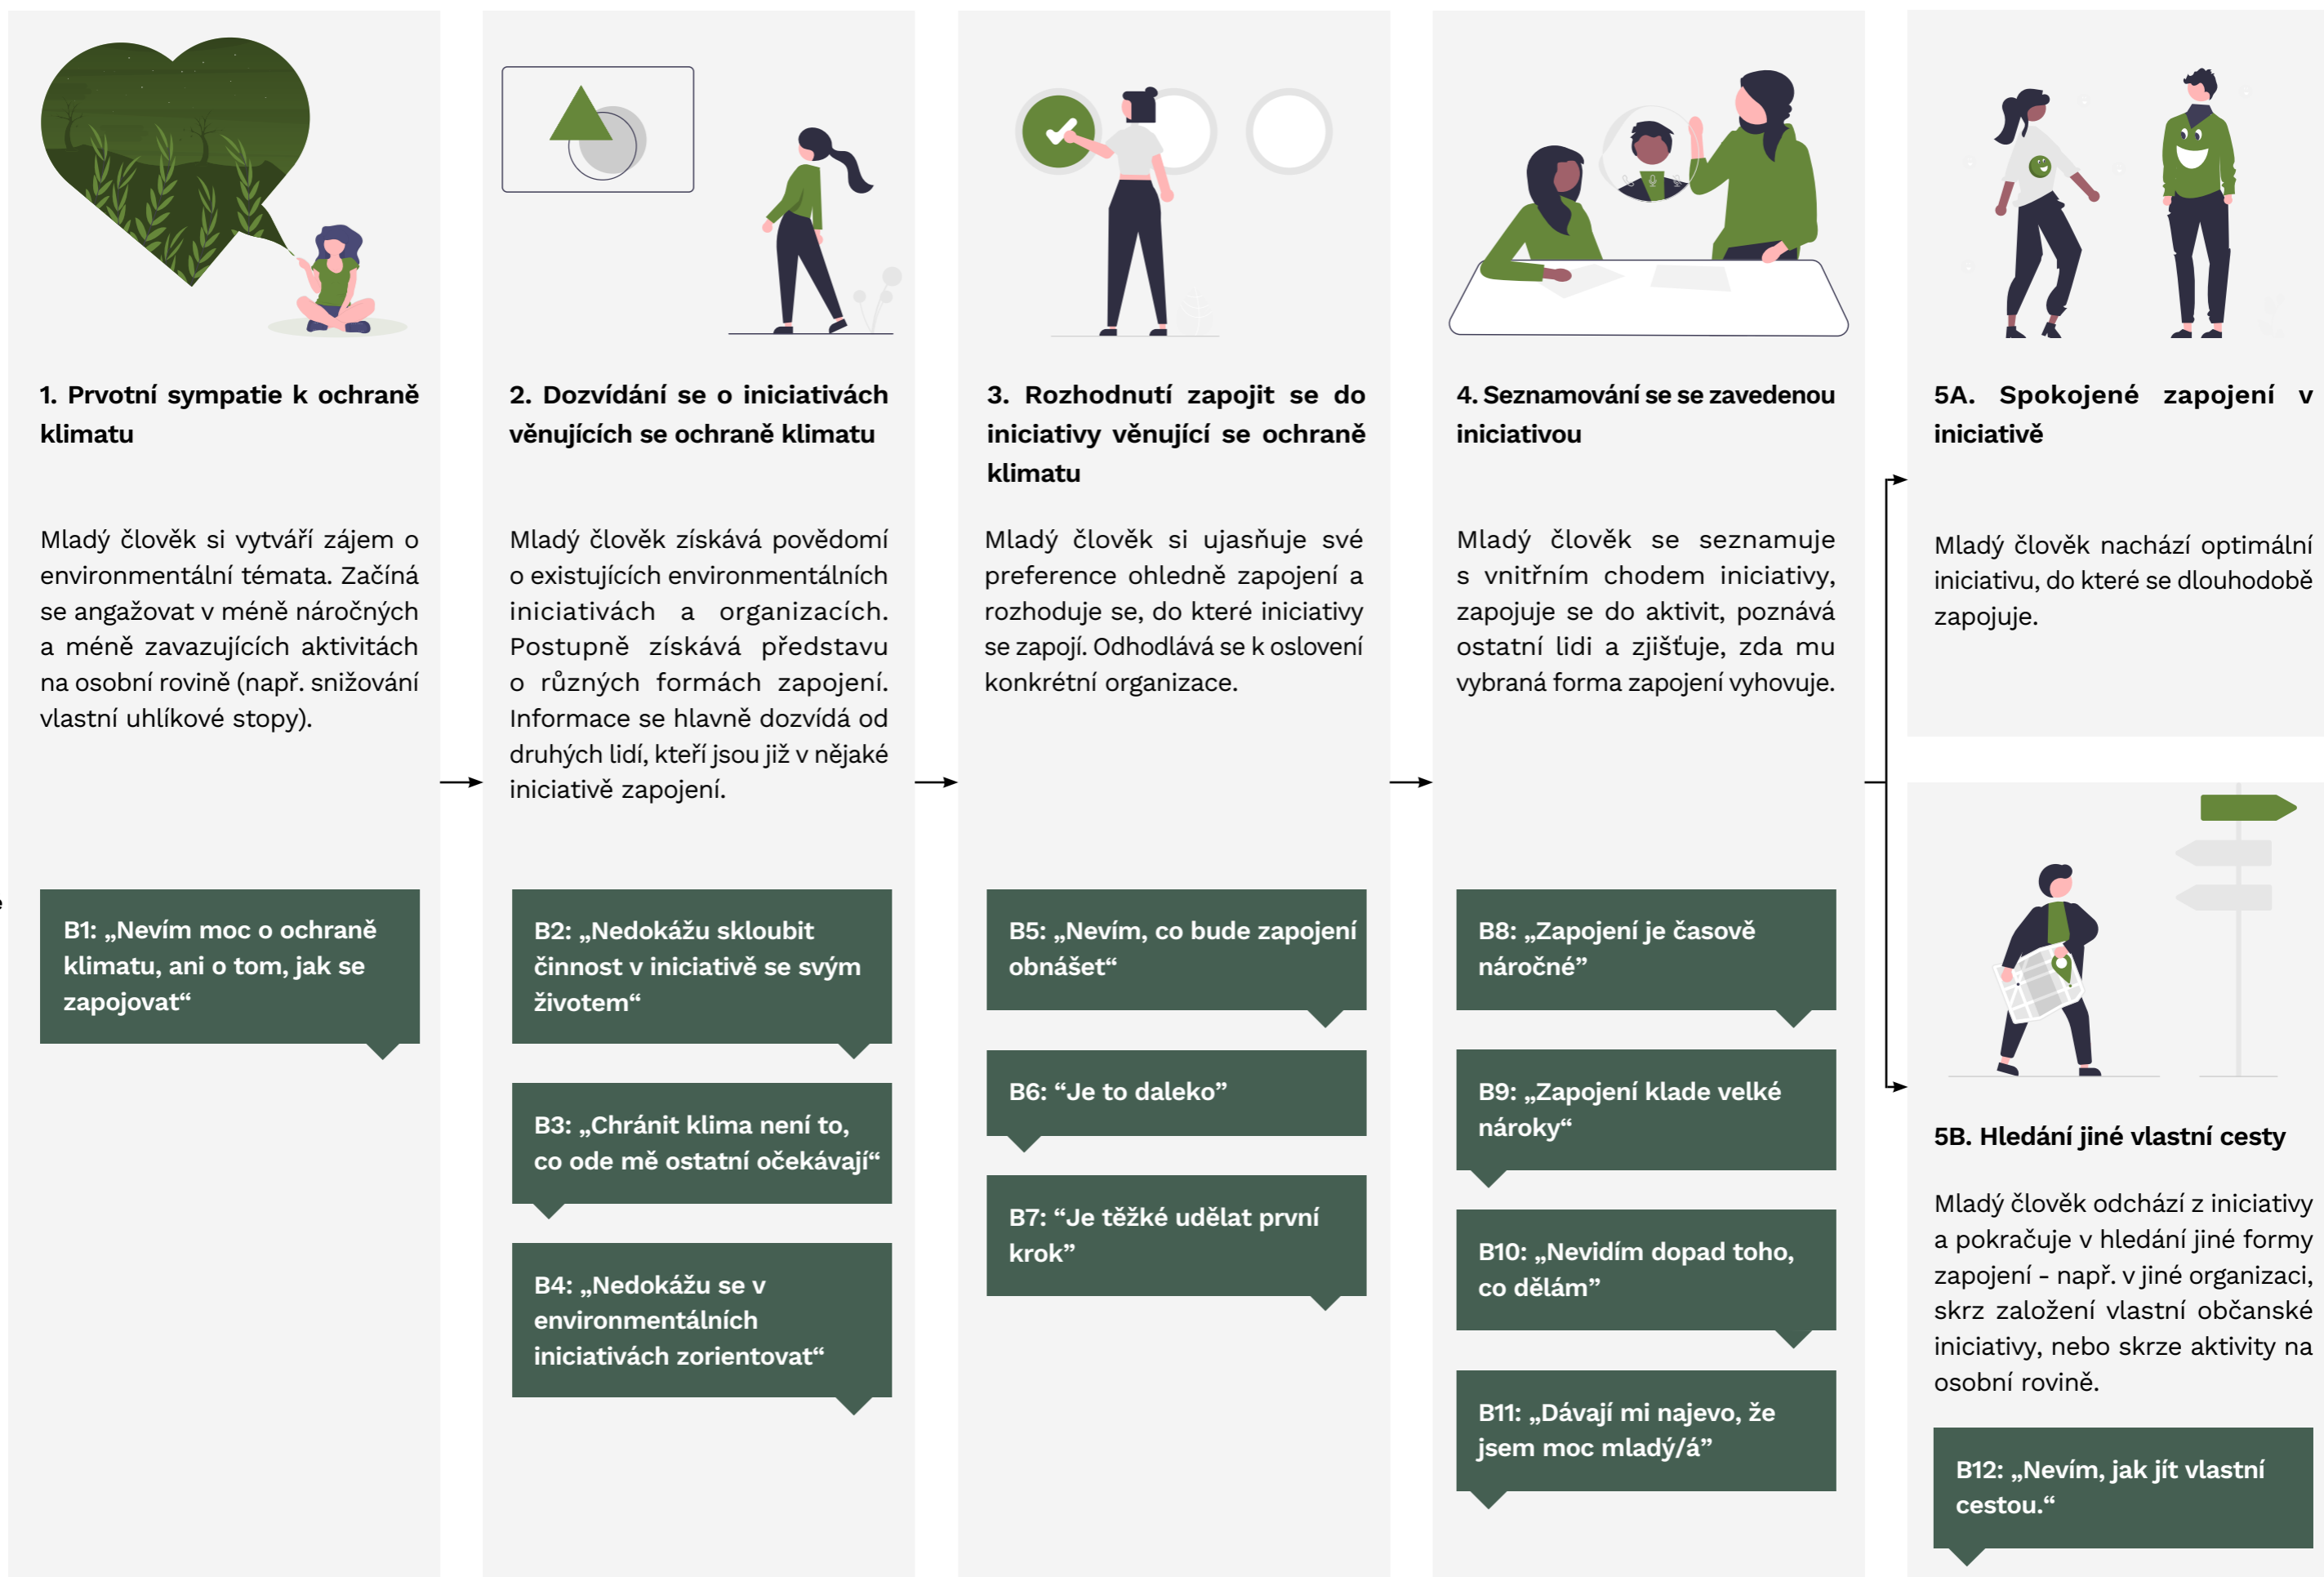 1. Prvotní sympatie k ochraně
klimatu
Mladý člověk si vytváří zájem o
environmentální témata. Začíná
se angažovat v méně náročných
a méně zavazujících aktivitách
na osobní rovině (např. snižování
vlastní uhlíkové stopy).
B1: „Nevím moc o ochraně
klimatu, ani o tom, jak se
zapojovat“
2. Dozvídání se o iniciativách
věnujících se ochraně klimatu
Mladý člověk získává povědomí
o existujících environmentálních
iniciativách a organizacích.
Postupně získává představu
o různých formách zapojení.
Informace se hlavně dozvídá od
druhých lidí, kteří jsou již v nějaké
iniciativě zapojení.
B2: „Nedokážu skloubit
činnost v iniciativě se svým
životem“
B3: „Chránit klima není to,
co ode mě ostatní očekávají“
B4: „Nedokážu se v
environmentálních
iniciativách zorientovat“
3. Rozhodnutí zapojit se do
iniciativy věnující se ochraně
klimatu
Mladý člověk si ujasňuje své
preference ohledně zapojení a
rozhoduje se, do které iniciativy
se zapojí. Odhodlává se k oslovení
konkrétní organizace.
B5: „Nevím, co bude zapojení
obnášet“
B6: “Je to daleko”
B7: “Je těžké udělat první
krok”
4. Seznamování se se zavedenou
iniciativou
Mladý člověk se seznamuje
s vnitřním chodem iniciativy,
zapojuje se do aktivit, poznává
ostatní lidi a zjišťuje, zda mu
vybraná forma zapojení vyhovuje.
B8: „Zapojení je časově
náročné”
B9: „Zapojení klade velké
nároky“
B10: „Nevidím dopad toho,
co dělám”
B11: „Dávají mi najevo, že
jsem moc mladý/á”
5A. Spokojené zapojení v
iniciativě
Mladý člověk nachází optimální
iniciativu, do které se dlouhodobě
zapojuje.
5B. Hledání jiné vlastní cesty
Mladý člověk odchází z iniciativy
a pokračuje v hledání jiné formy
zapojení - např. v jiné organizaci,
skrz založení vlastní občanské
iniciativy, nebo skrze aktivity na
osobní rovině.
B12: „Nevím, jak jít vlastní
cestou.“